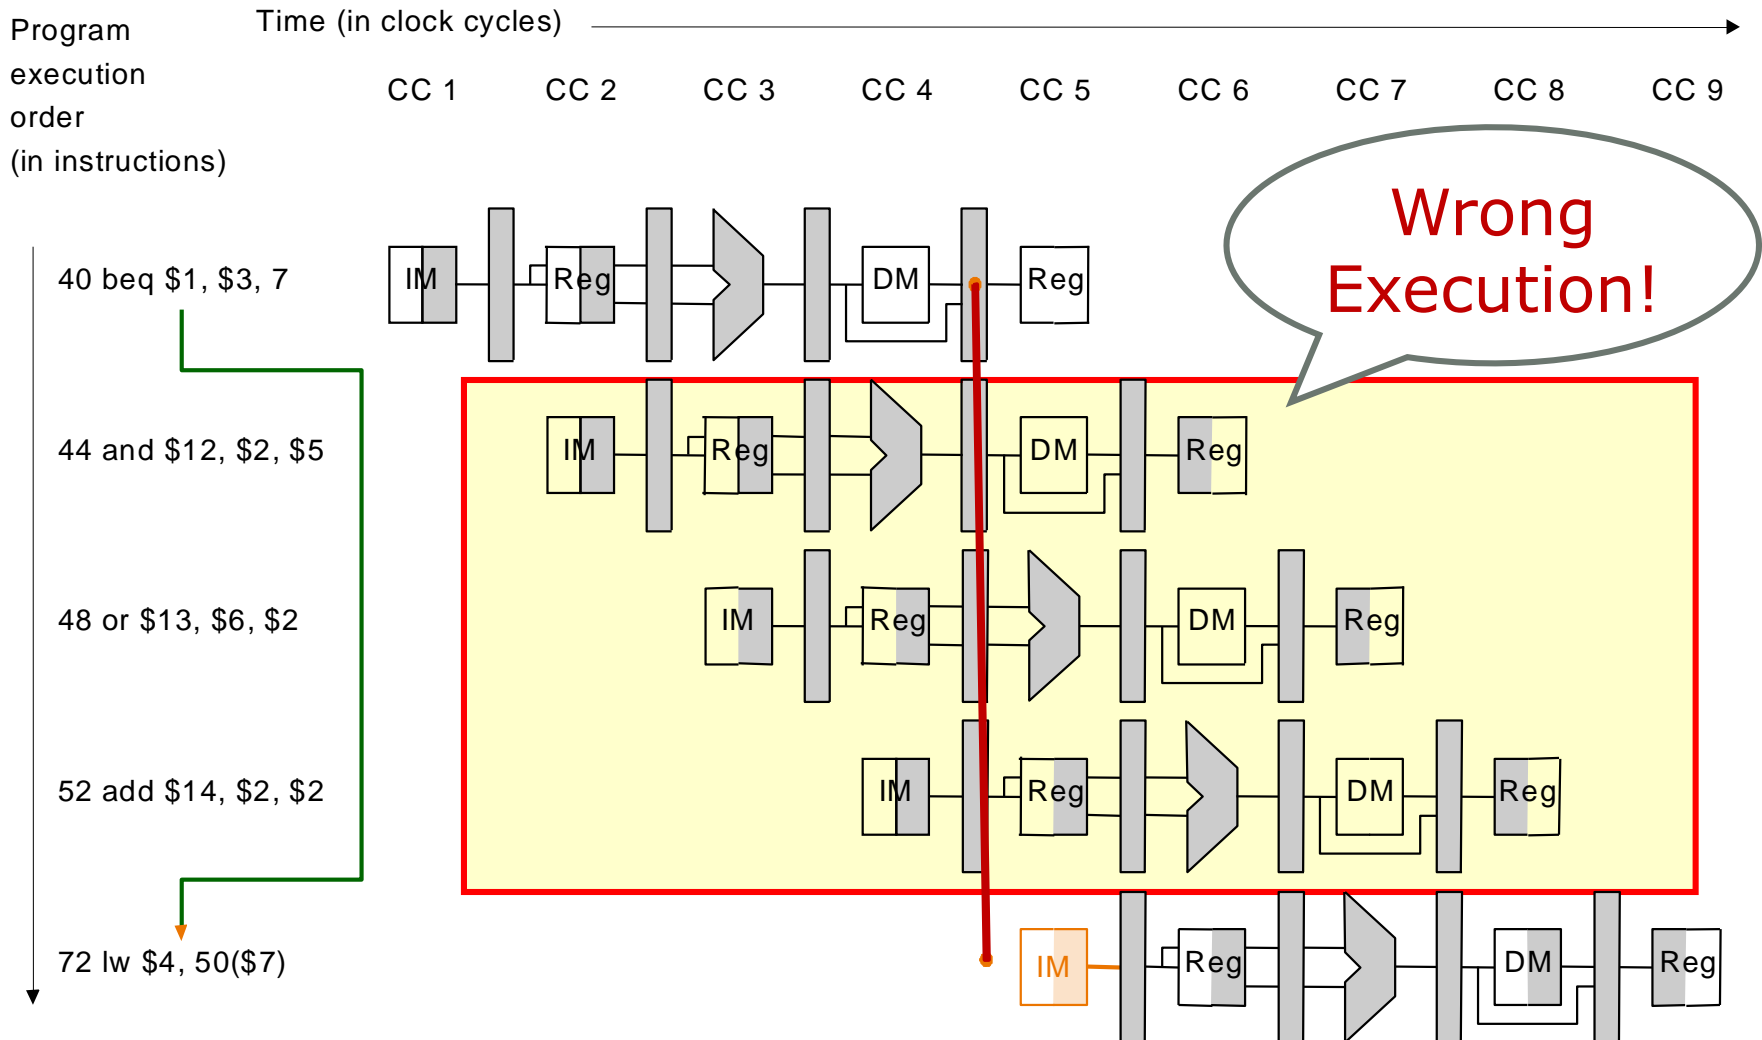 Program
execution
order
(in instructions)
Time (in clock cycles)
CC 1 CC 2 CC 3 CC 4 CC 5 CC 6 CC 7 CC 8 CC 9
Wrong
Execution!
40 beq $1, $3, 7
IM Reg DM Reg
44 and $12, $2, $5
IM Reg DM Reg
48 or $13, $6, $2
IM Reg DM Reg
52 add $14, $2, $2
IM Reg DM Reg
72 lw $4, 50($7)
IM Reg DM Reg